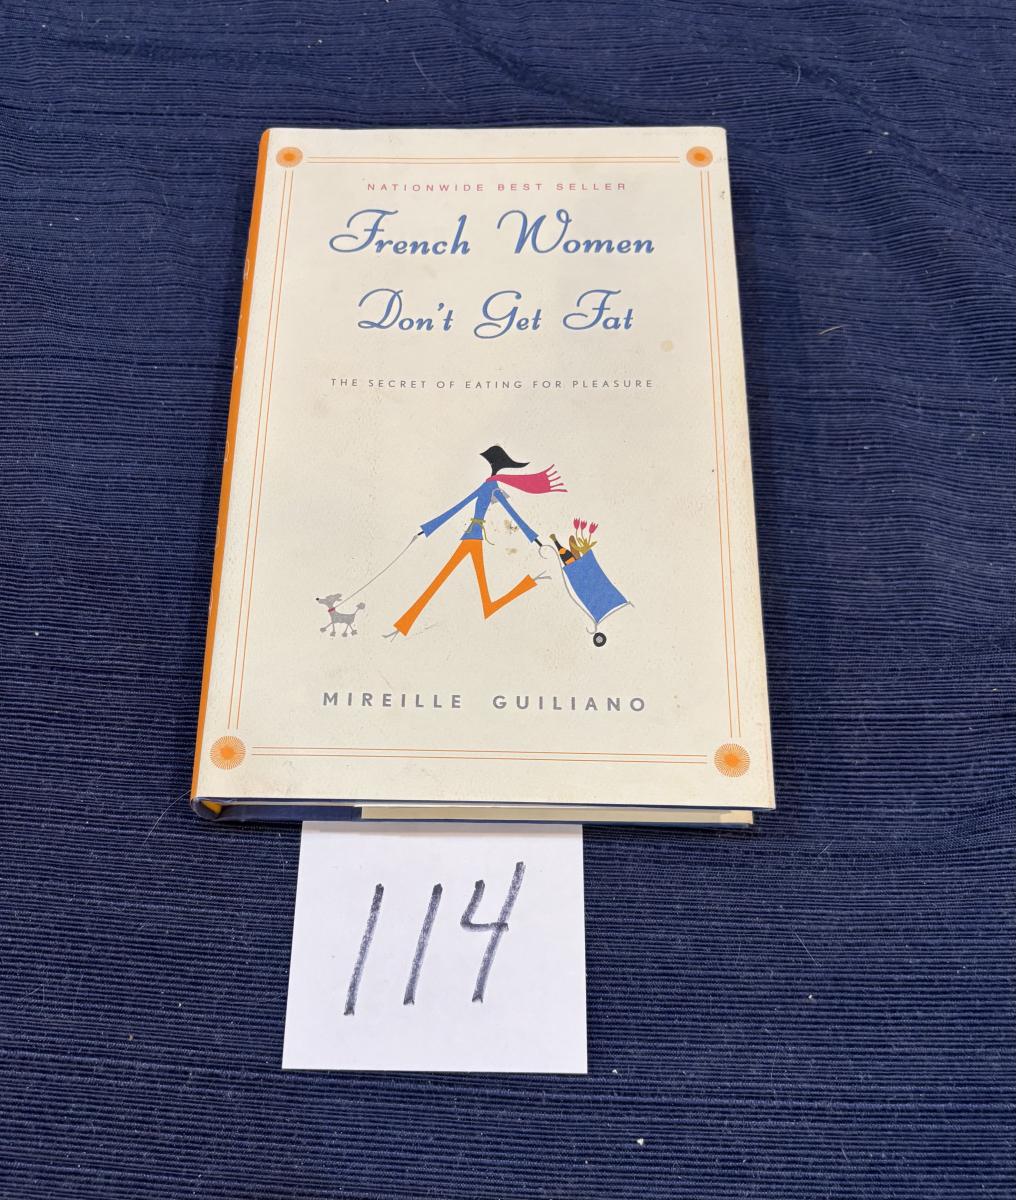 NATIONWIDE BEST SELLER
French Women
Don't Get Fat
THE SECRET OF EATING FOR PLEASURE
MIREILLE GUILIANO
114